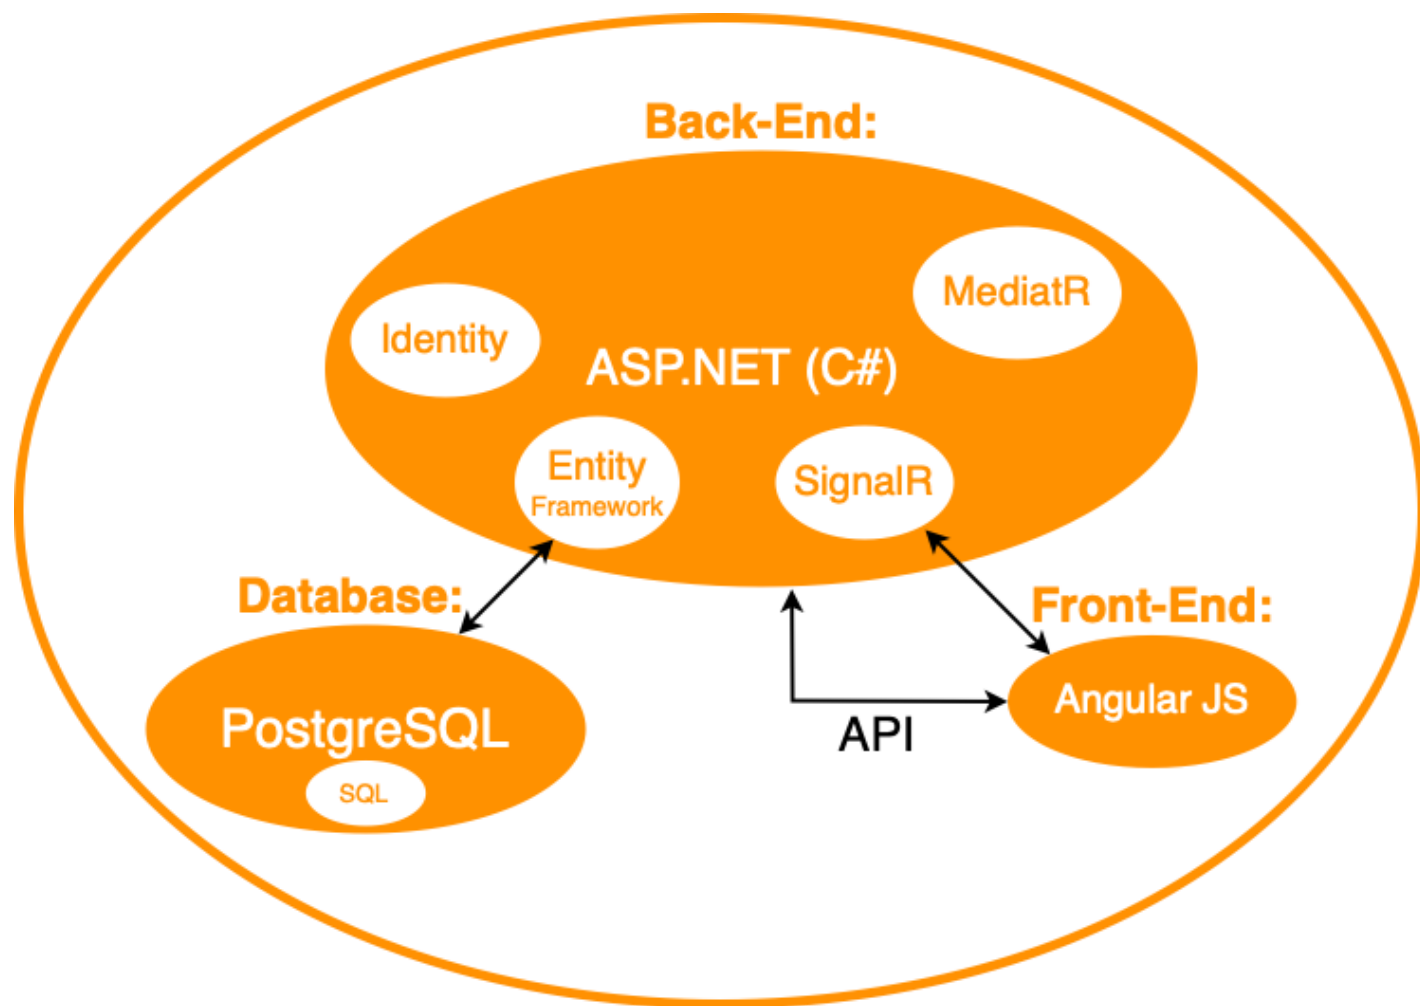 Back-End:
MediatR
Identity
ASP.NET (C#)
Entity
Framework
SignalR
Database:
Front-End:
PostgreSQL
SQL
Angular JS
API